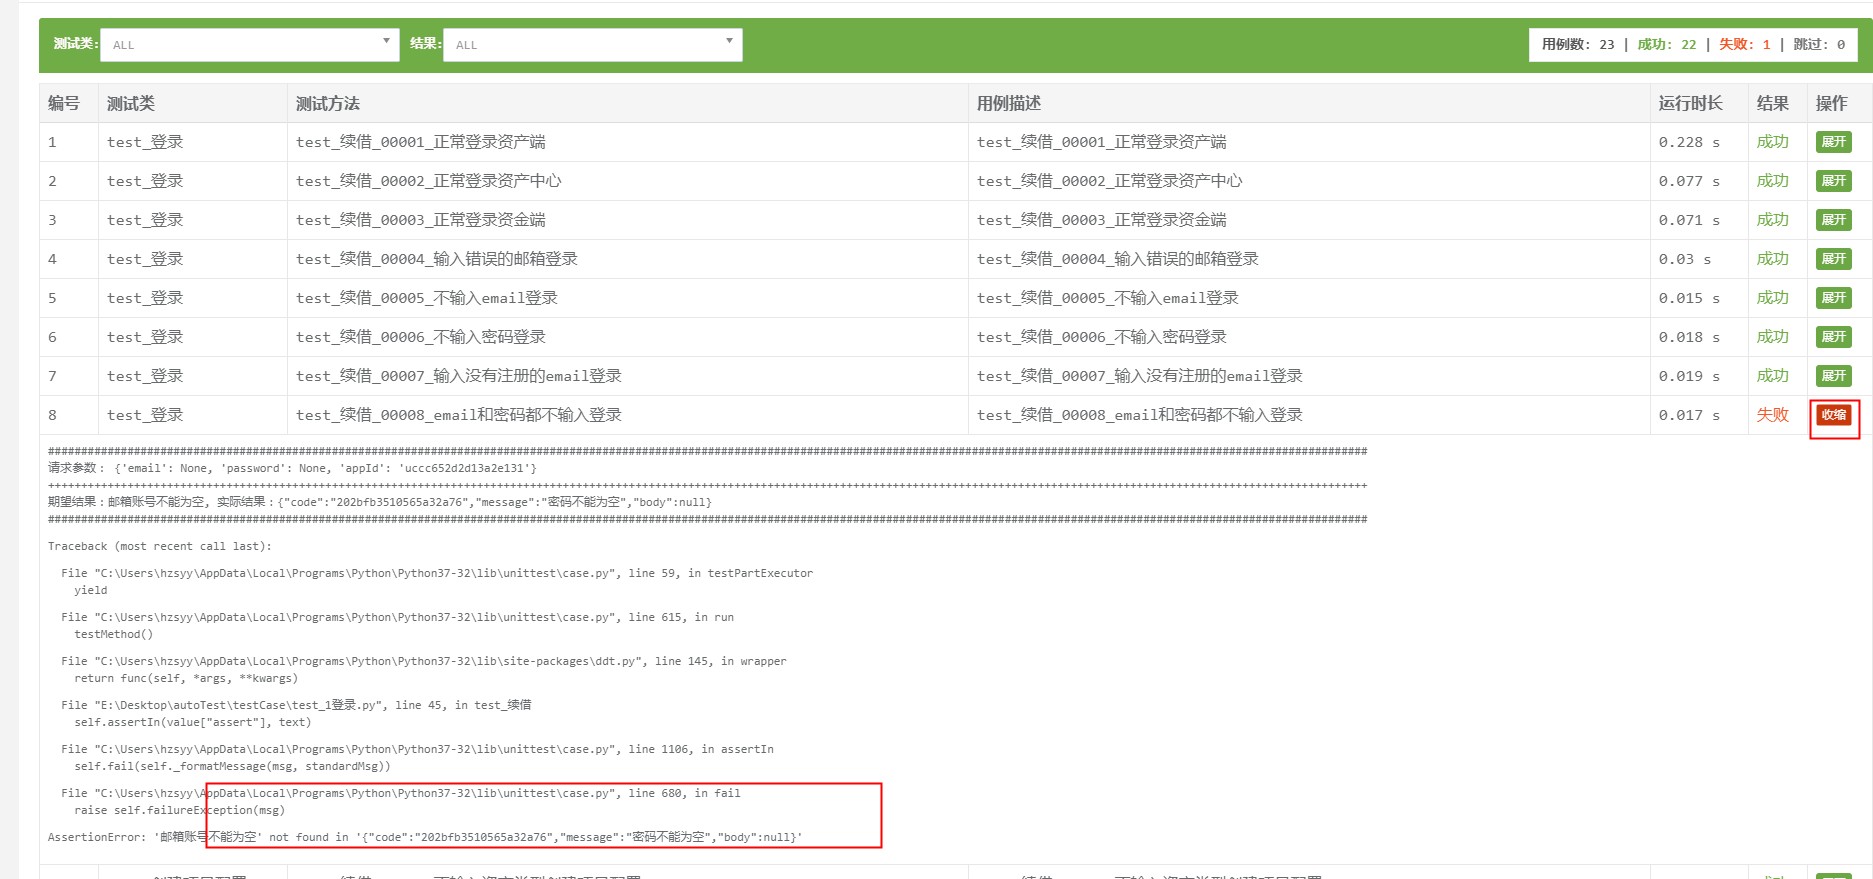 测试类: ALL 结果: ALL 用例数: 23 | 成功: 22 | 失败: 1 | 跳过: 0
编号 测试类 测试方法 用例描述 运行时长 结果 操作
1 test_登录 test_续借_00001_正常登录资产端 test_续借_00001_正常登录资产端 0.228 s 成功 展开
2 test_登录 test_续借_00002_正常登录资产中心 test_续借_00002_正常登录资产中心 0.077 s 成功 展开
3 test_登录 test_续借_00003_正常登录资金端 test_续借_00003_正常登录资金端 0.071 s 成功 展开
4 test_登录 test_续借_00004_输入错误的邮箱登录 test_续借_00004_输入错误的邮箱登录 0.03 s 成功 展开
5 test_登录 test_续借_00005_不输入email登录 test_续借_00005_不输入email登录 0.015 s 成功 展开
6 test_登录 test_续借_00006_不输入密码登录 test_续借_00006_不输入密码登录 0.018 s 成功 展开
7 test_登录 test_续借_00007_输入没有注册的email登录 test_续借_00007_输入没有注册的email登录 0.019 s 成功 展开
8 test_登录 test_续借_00008_email和密码都不输入登录 test_续借_00008_email和密码都不输入登录 0.017 s 失败 收缩
请求参数: {'email': None, 'password': None, 'appId': 'uccc652d2d13a2e131'}
期望结果:邮箱账号不能为空, 实际结果:{"code":"202bfb3510565a32a76","message":"密码不能为空","body":null}
Traceback (most recent call last):
File "C:\Users\hzsyy\AppData\Local\Programs\Python\Python37-32\lib\unittest\case.py", line 59, in testPartExecutor
yield
File "C:\Users\hzsyy\AppData\Local\Programs\Python\Python37-32\lib\unittest\case.py", line 615, in run
testMethod()
File "C:\Users\hzsyy\AppData\Local\Programs\Python\Python37-32\lib\site-packages\ddt.py", line 145, in wrapper
return func(self, *args, **kwargs)
File "E:\Desktop\autoTest\testCase\test_1登录.py", line 45, in test_续借
self.assertIn(value["assert"], text)
File "C:\Users\hzsyy\AppData\Local\Programs\Python\Python37-32\lib\unittest\case.py", line 1106, in assertIn
self.fail(self._formatMessage(msg, standardMsg))
File "C:\Users\hzsyy\AppData\Local\Programs\Python\Python37-32\lib\unittest\case.py", line 680, in fail
raise self.failureException(msg)
AssertionError: '邮箱账号不能为空' not found in '{"code":"202bfb3510565a32a76","message":"密码不能为空","body":null}'